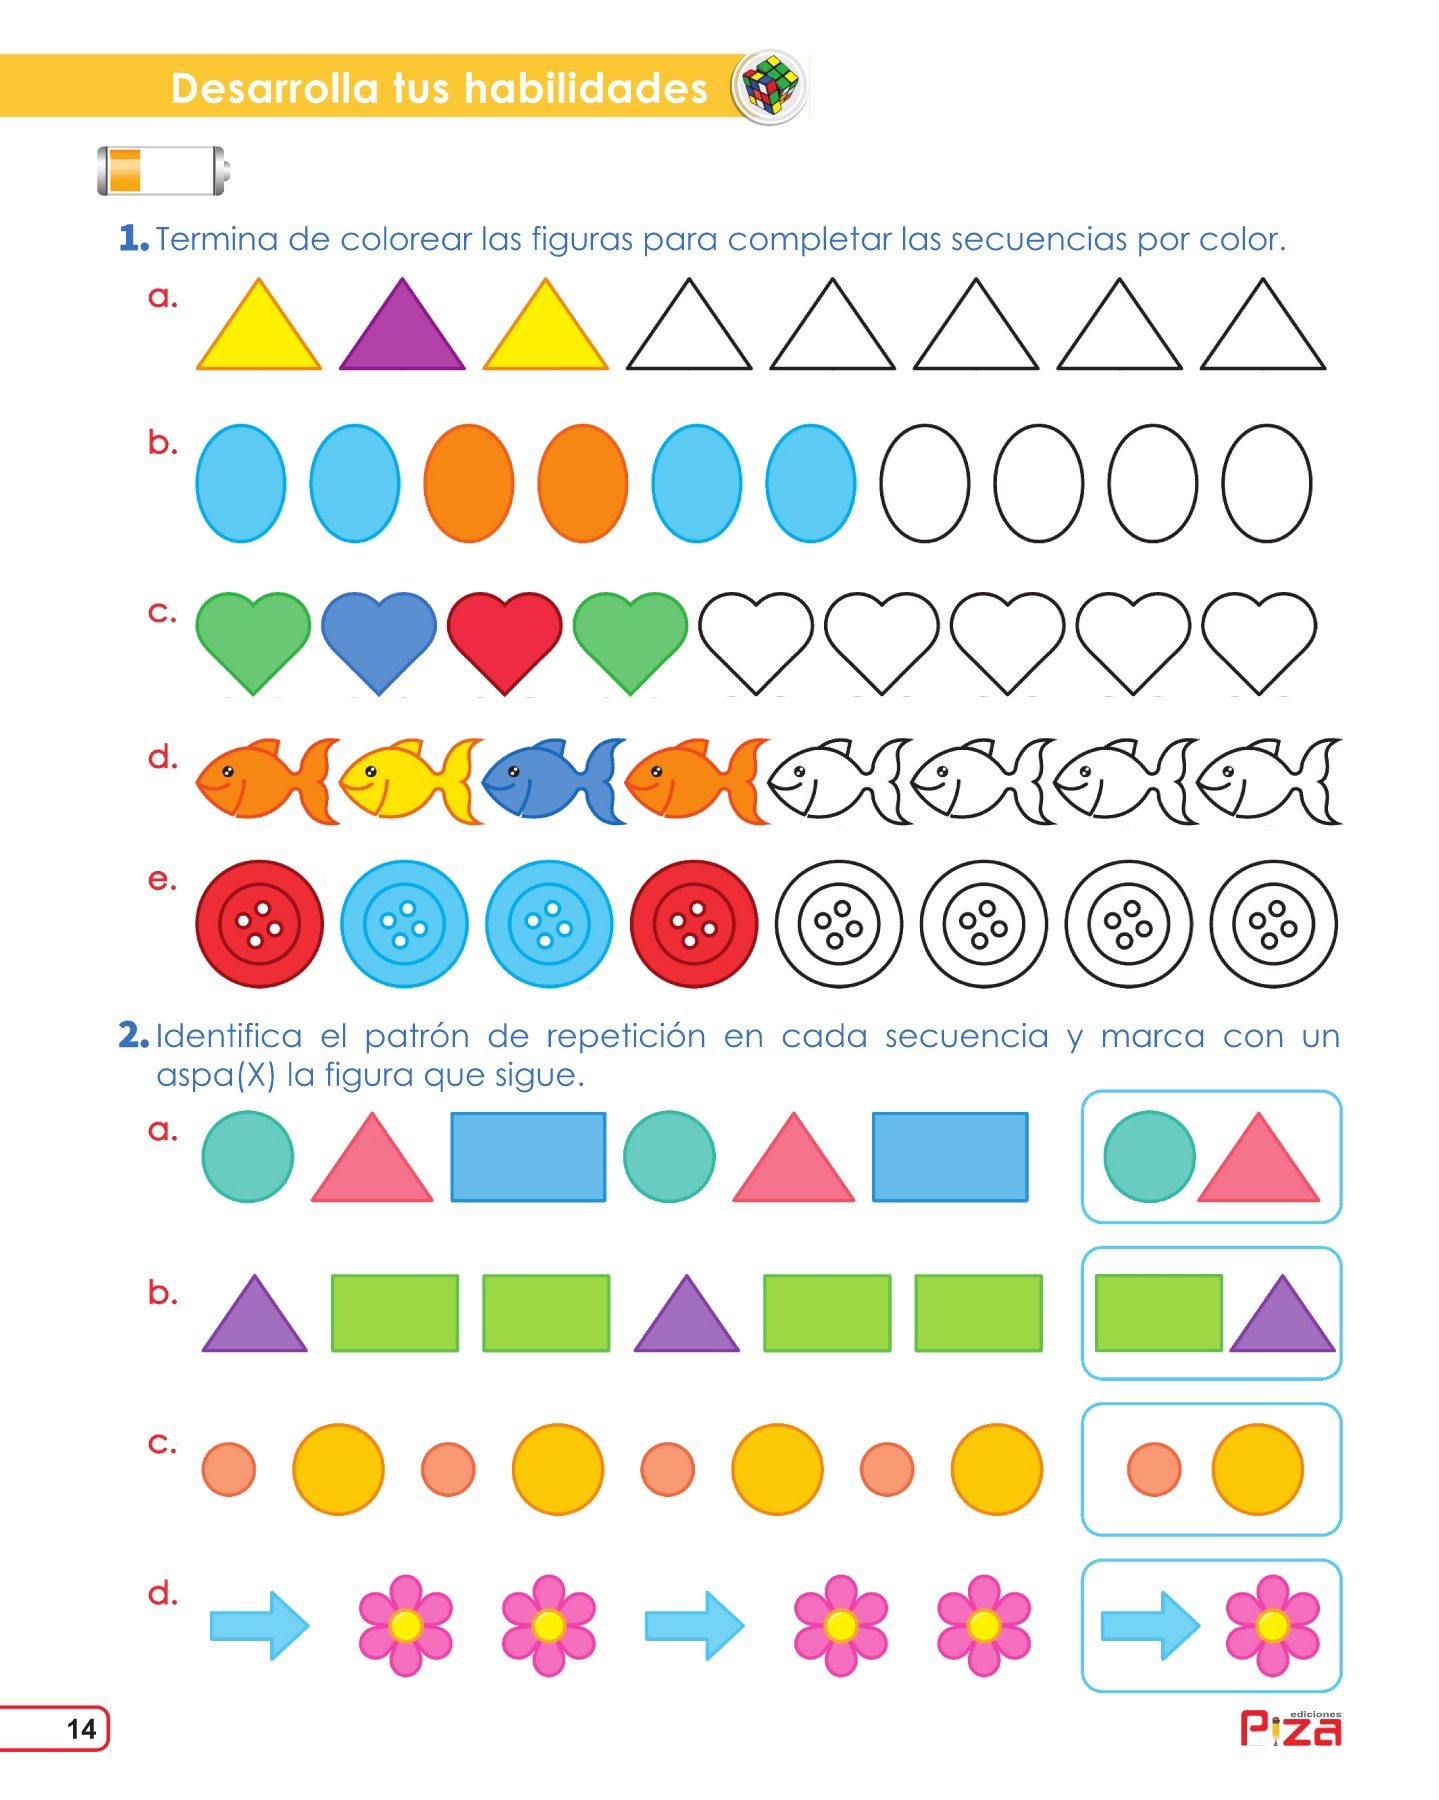 Desarrolla tus habilidades
1. Termina de colorear las figuras para completar las secuencias por color.
a.
b.
c.
d.
e.
2. Identifica el patrón de repetición en cada secuencia y marca con un
aspa(X) la figura que sigue.
a.
b.
c.
d.
14
ediciones
Piza